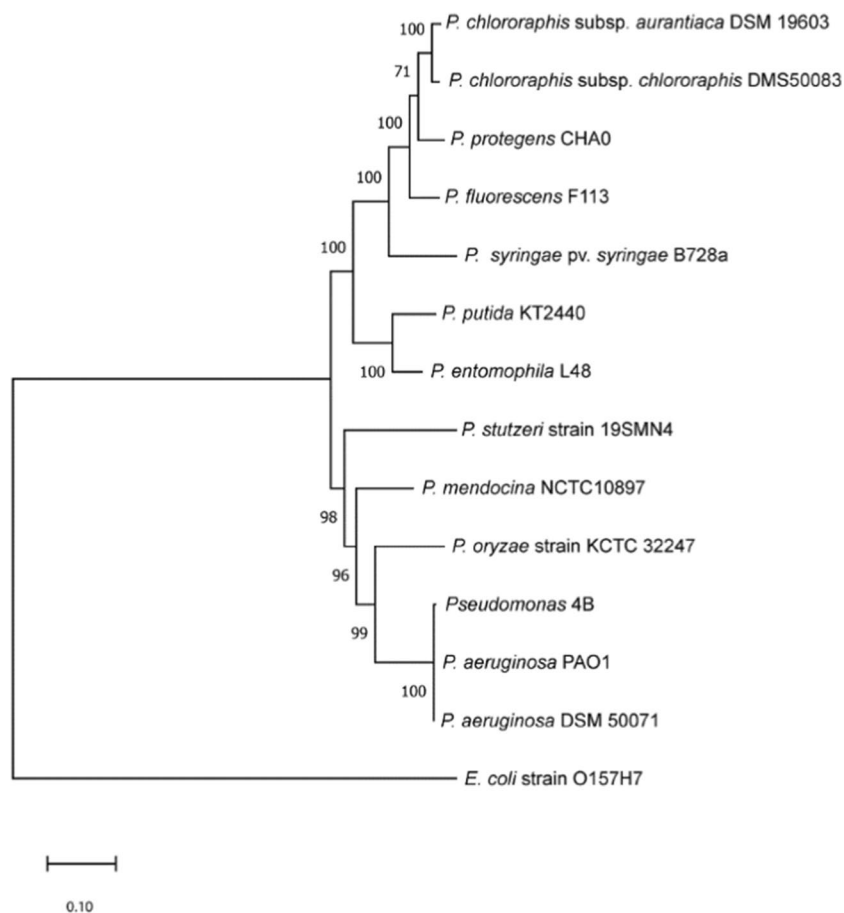 100
P. chlororaphis subsp. aurantiaca DSM 19603
71
P. chlororaphis subsp. chlororaphis DMS50083
100
P. protegens CHA0
100
P. fluorescens F113
100
P. syringae pv. syringae B728a
P. putida KT2440
100
P. entomophila L48
P. stutzeri strain 19SMN4
P. mendocina NCTC10897
98
P. oryzae strain KCTC 32247
96
Pseudomonas 4B
99
P. aeruginosa PAO1
100
P. aeruginosa DSM 50071
E. coli strain O157H7
0.10